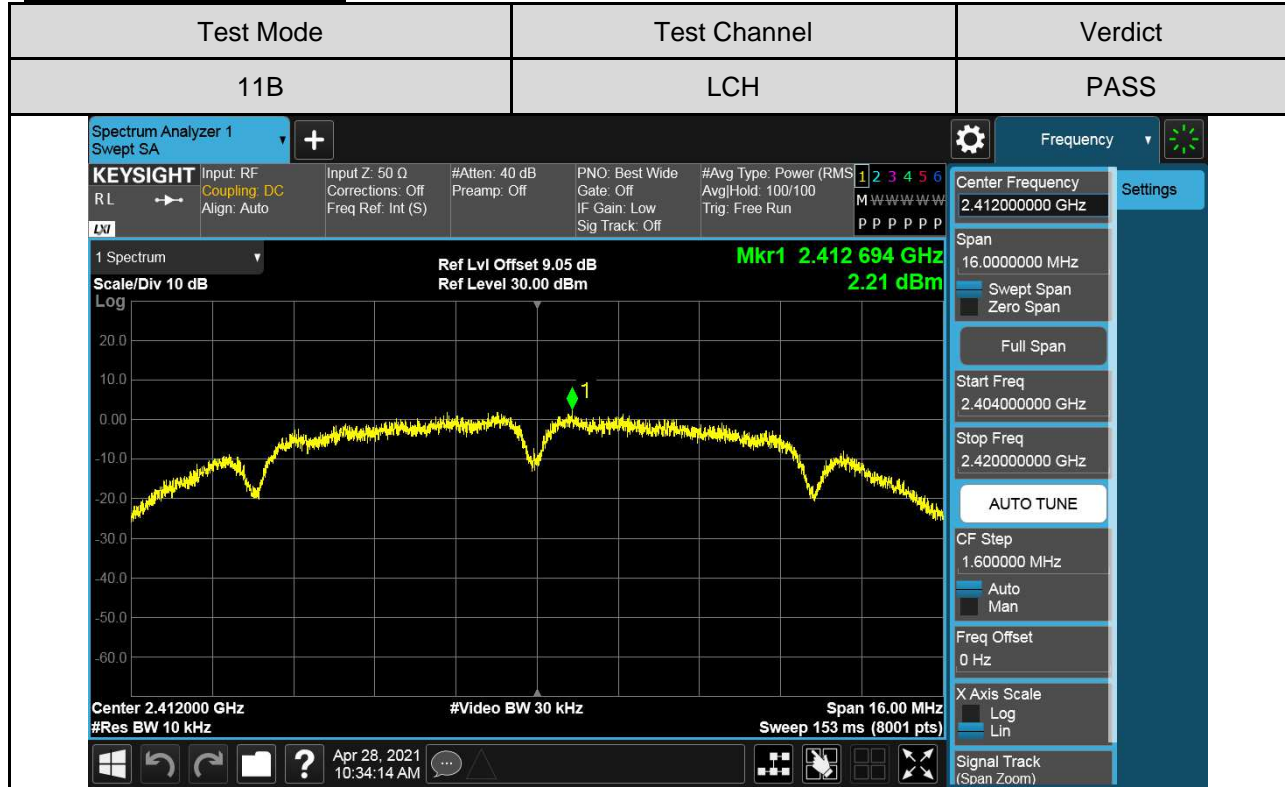 Test Mode Test Channel Verdict
11B LCH PASS
Spectrum Analyzer 1
Swept SA
Frequency
KEYSIGHT
RL
LXI
Input: RF
Coupling: DC
Align: Auto
Input Z: 50 Ω
Corrections: Off
Freq Ref: Int (S)
#Atten: 40 dB
Preamp: Off
PNO: Best Wide
Gate: Off
IF Gain: Low
Sig Track: Off
#Avg Type: Power (RMS
Avg|Hold: 100/100
Trig: Free Run
1 2 3 4 5 6
M W W W W W
P P P P P P
1 Spectrum
Scale/Div 10 dB
Log
Ref Lvl Offset 9.05 dB
Ref Level 30.00 dBm
Mkr1 2.412 694 GHz
2.21 dBm
20.0
10.0
0.00
-10.0
-20.0
-30.0
-40.0
-50.0
-60.0
1
Center 2.412000 GHz
#Res BW 10 kHz
#Video BW 30 kHz
Span 16.00 MHz
Sweep 153 ms (8001 pts)
Apr 28, 2021
10:34:14 AM
Center Frequency
2.412000000 GHz
Settings
Span
16.0000000 MHz
Swept Span
Zero Span
Full Span
Start Freq
2.404000000 GHz
Stop Freq
2.420000000 GHz
AUTO TUNE
CF Step
1.600000 MHz
Auto
Man
Freq Offset
0 Hz
X Axis Scale
Log
Lin
Signal Track
(Span Zoom)